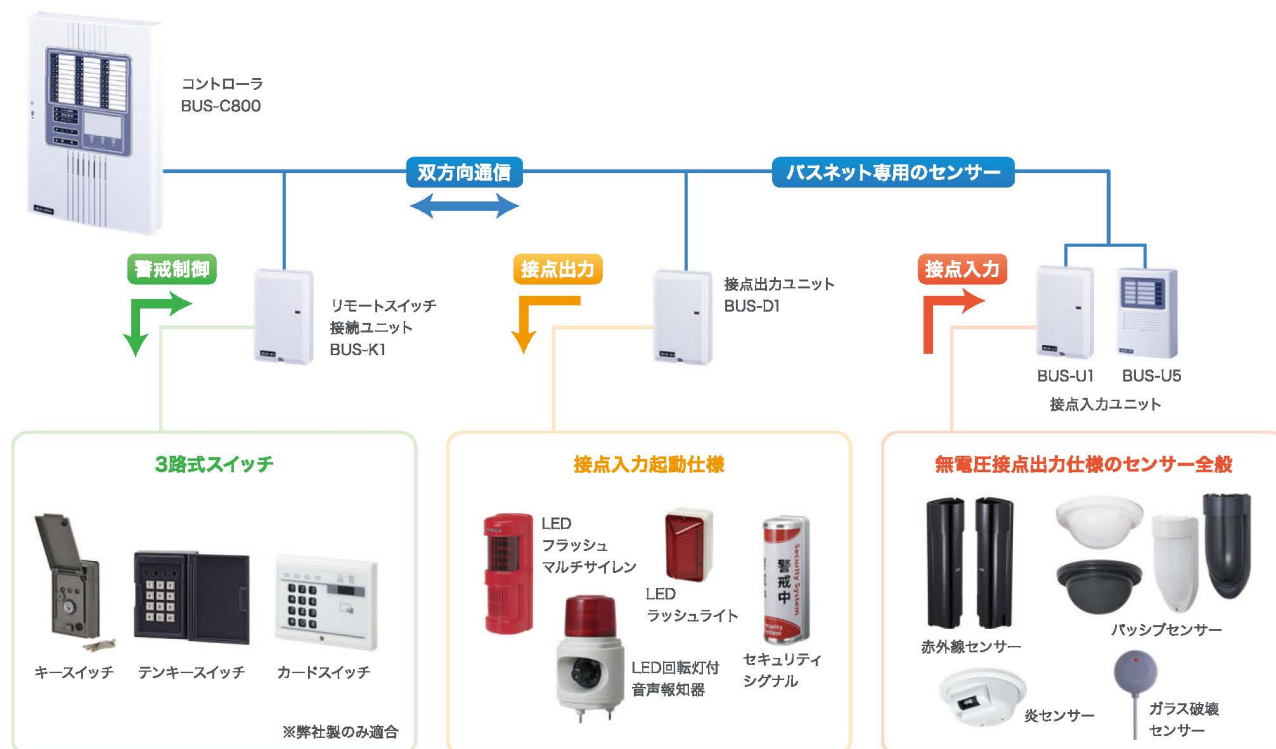 コントローラ
BUS-C800
双方向通信
バスネット専用のセンサー
警戒制御
接点出力
接点入力
リモートスイッチ
接続ユニット
BUS-K1
接点出力ユニット
BUS-D1
BUS-U1
BUS-U5
接点入力ユニット
3路式スイッチ
キースイッチ
テンキースイッチ
カードスイッチ
※弊社製のみ適合
接点入力起動仕様
LED
フラッシュ
マルチサイレン
LED
ラッシュライト
LED回転灯付
音声報知器
Security System
警戒中
セキュリティ
シグナル
無電圧接点出力仕様のセンサー全般
赤外線センサー
パッシブセンサー
炎センサー
ガラス破壊
センサー